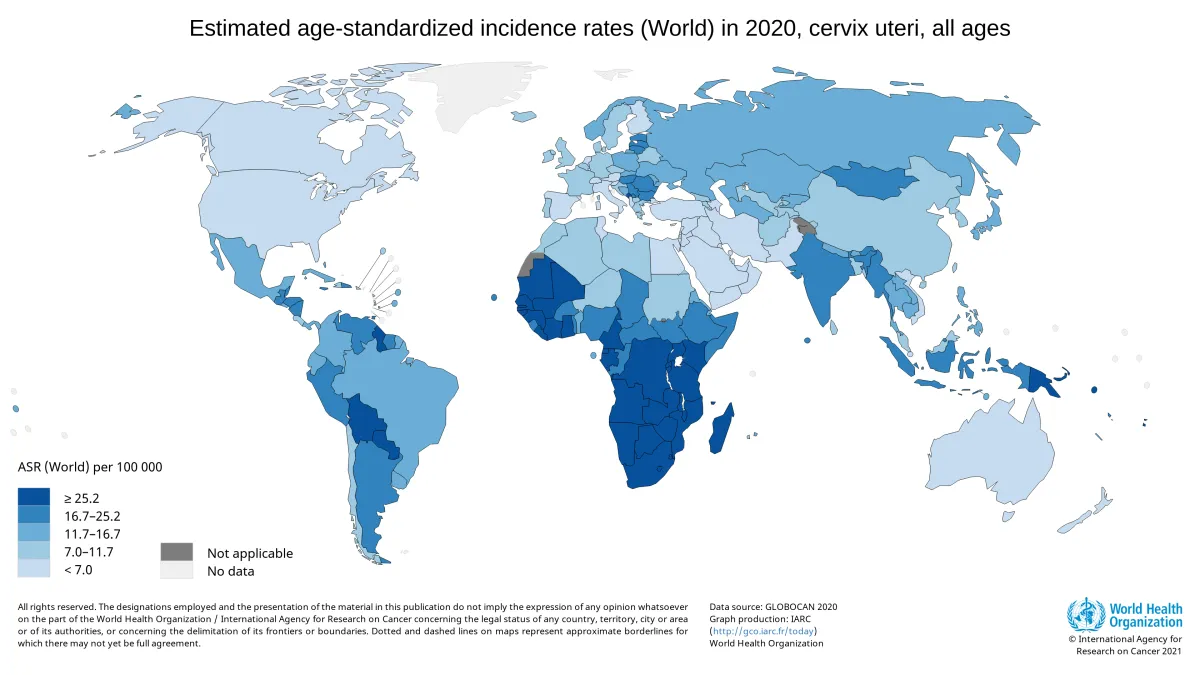 Estimated age-standardized incidence rates (World) in 2020, cervix uteri, all ages
ASR (World) per 100 000
≥ 25.2
16.7–25.2
11.7–16.7
7.0–11.7
< 7.0
Not applicable
No data
All rights reserved. The designations employed and the presentation of the material in this publication do not imply the expression of any opinion whatsoever
on the part of the World Health Organization / International Agency for Research on Cancer concerning the legal status of any country, territory, city or area
or of its authorities, or concerning the delimitation of its frontiers or boundaries. Dotted and dashed lines on maps represent approximate borderlines for
which there may not yet be full agreement.
Data source: GLOBOCAN 2020
Graph production: IARC
(http://gco.iarc.fr/today)
World Health Organization
World Health
Organization
© International Agency for
Research on Cancer 2021